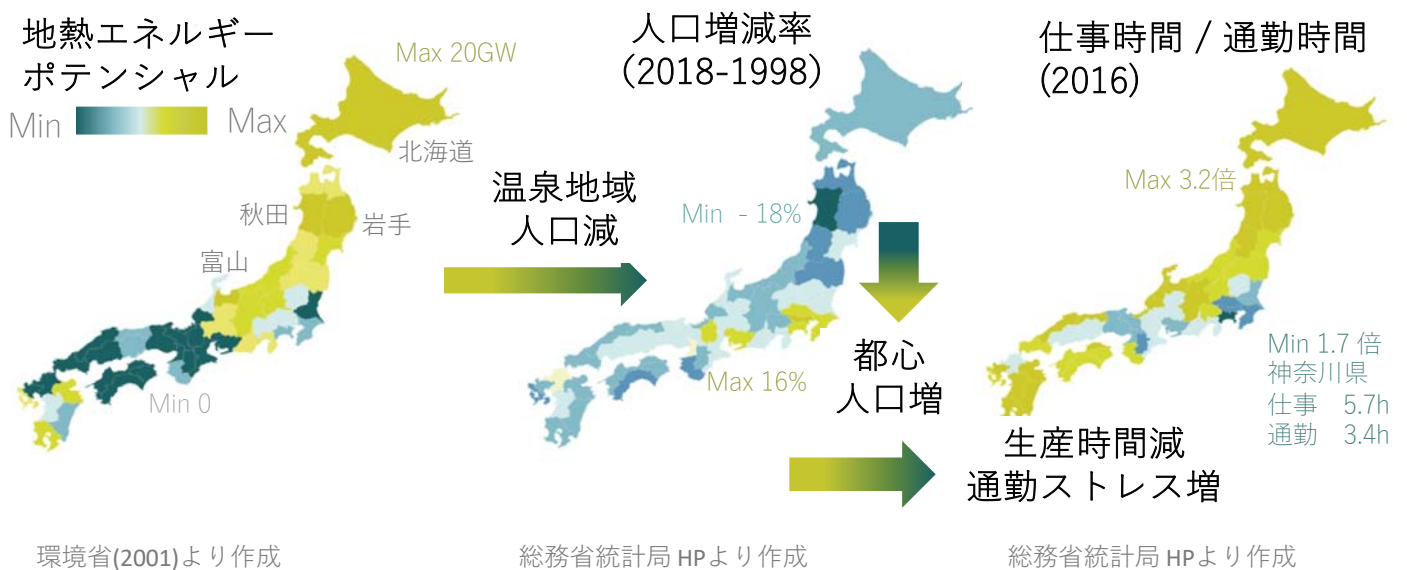 地熱エネルギー
ポテンシャル
Min
Max
Max 20GW
北海道
秋田
岩手
富山
Min 0
環境省(2001)より作成
温泉地域
人口減
人口増減率
(2018-1998)
Min - 18%
Max 16%
都心
人口増
総務省統計局 HPより作成
仕事時間 / 通勤時間
(2016)
Max 3.2倍
Min 1.7 倍
神奈川県
仕事 5.7h
通勤 3.4h
生産時間減
通勤ストレス増
総務省統計局 HPより作成